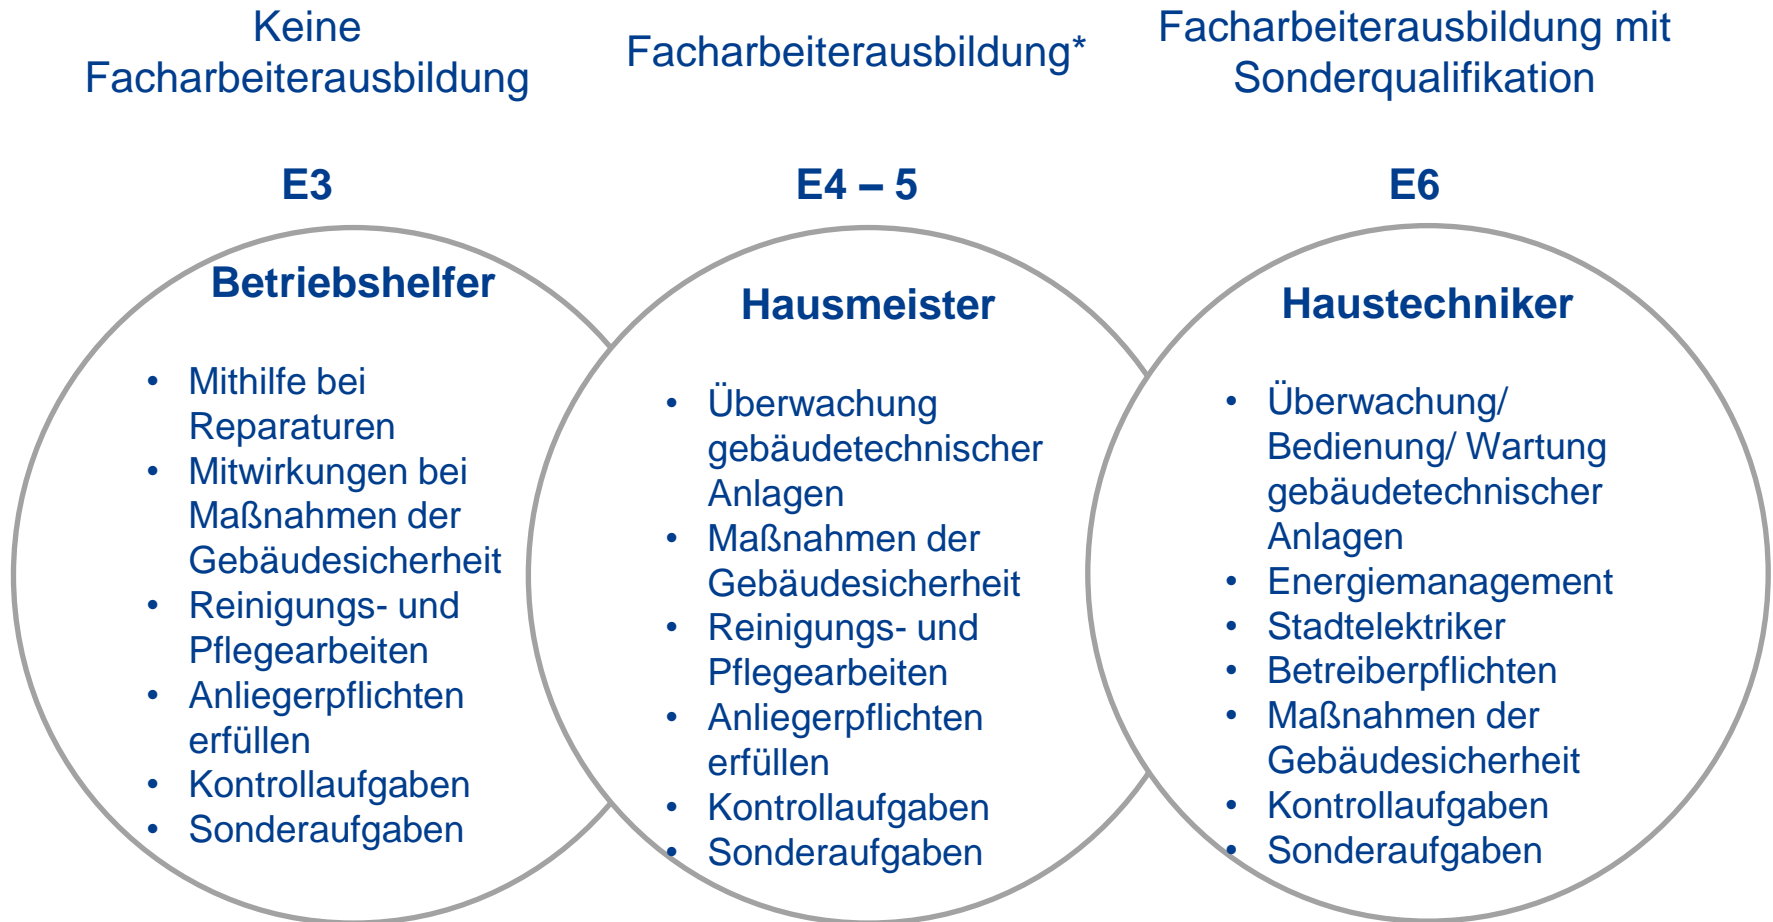 Keine
Facharbeiterausbildung
Facharbeiterausbildung*
Facharbeiterausbildung mit
Sonderqualifikation
E3
E4 – 5
E6
Betriebshelfer
• Mithilfe bei
Reparaturen
• Mitwirkungen bei
Maßnahmen der
Gebäudesicherheit
• Reinigungs- und
Pflegearbeiten
• Anliegerpflichten
erfüllen
• Kontrollaufgaben
• Sonderaufgaben
Hausmeister
• Überwachung
gebäudetechnischer
Anlagen
• Maßnahmen der
Gebäudesicherheit
• Reinigungs- und
Pflegearbeiten
• Anliegerpflichten
erfüllen
• Kontrollaufgaben
• Sonderaufgaben
Haustechniker
• Überwachung/
Bedienung/ Wartung
gebäudetechnischer
Anlagen
• Energiemanagement
• Stadtelektriker
• Betreiberpflichten
• Maßnahmen der
Gebäudesicherheit
• Kontrollaufgaben
• Sonderaufgaben